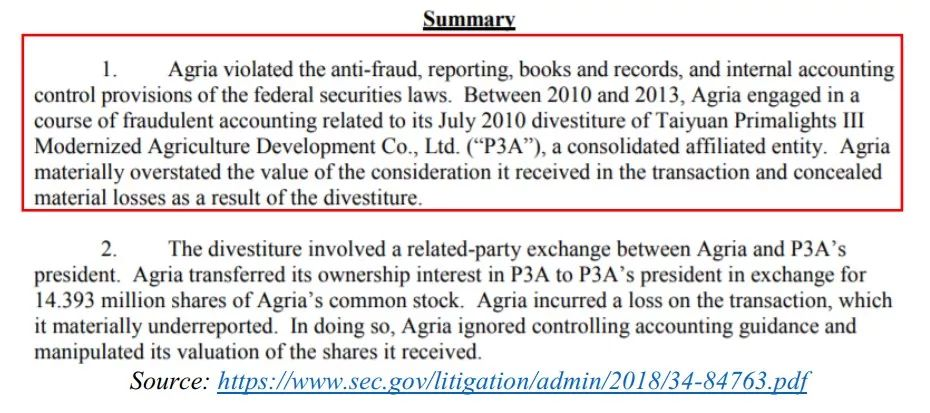 Summary
1. Agria violated the anti-fraud, reporting, books and records, and internal accounting
control provisions of the federal securities laws. Between 2010 and 2013, Agria engaged in a
course of fraudulent accounting related to its July 2010 divestiture of Taiyuan Primalights III
Modernized Agriculture Development Co., Ltd. (“P3A”), a consolidated affiliated entity. Agria
materially overstated the value of the consideration it received in the transaction and concealed
material losses as a result of the divestiture.
2. The divestiture involved a related-party exchange between Agria and P3A’s
president. Agria transferred its ownership interest in P3A to P3A’s president in exchange for
14.393 million shares of Agria’s common stock. Agria incurred a loss on the transaction, which
it materially underreported. In doing so, Agria ignored controlling accounting guidance and
manipulated its valuation of the shares it received.
Source: https://www.sec.gov/litigation/admin/2018/34-84763.pdf